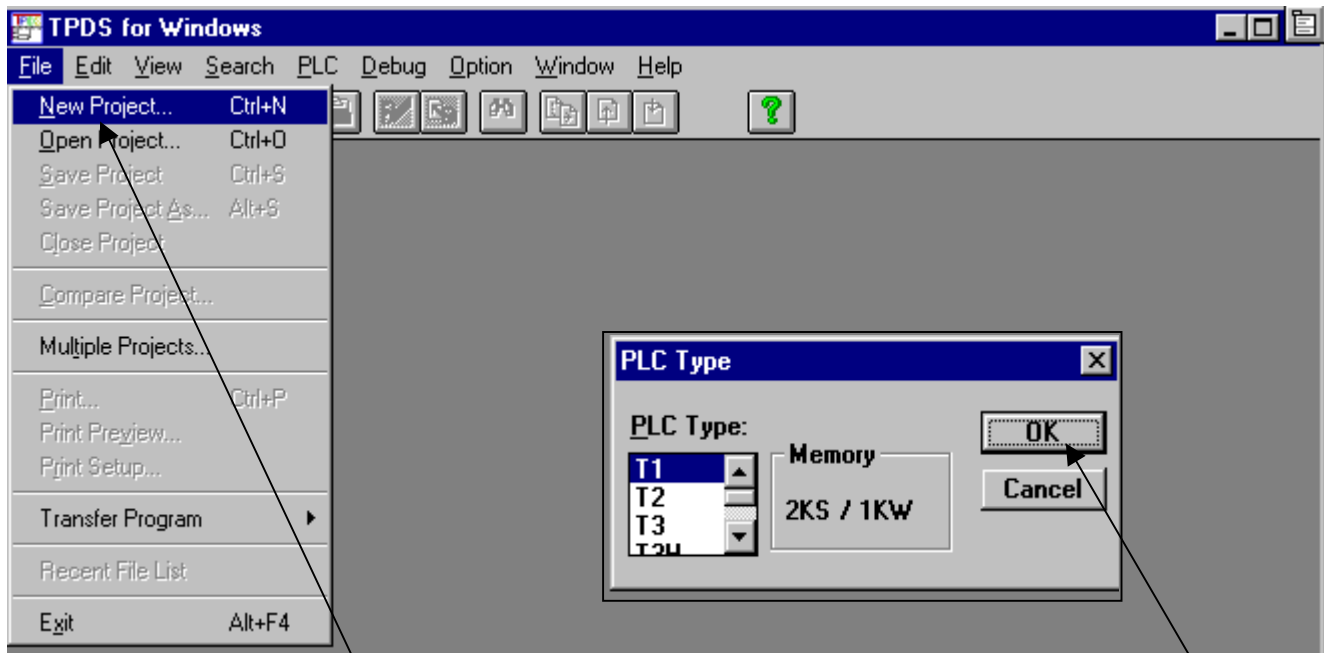 TPDS for Windows
File Edit View Search PLC Debug Option Window Help
New Project... Ctrl+N
Open Project... Ctrl+O
Save Project Ctrl+S
Save Project As... Alt+S
Close Project
Compare Project...
Multiple Projects...
Print... Ctrl+P
Print Preview...
Print Setup...
Transfer Program
Recent File List
Exit Alt+F4
PLC Type
PLC Type:
T1
T2
T3
T3H
Memory
2KS / 1KW
OK
Cancel